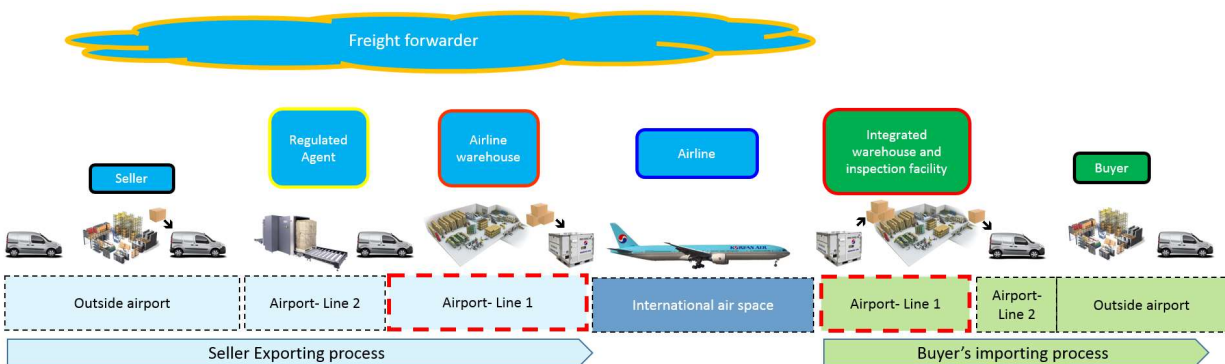 Freight forwarder
Regulated
Agent
Airline
warehouse
Airline
Integrated
warehouse and
inspection facility
Seller
Buyer
KOREAN AIR
Outside airport
Airport- Line 2
Airport- Line 1
International air space
Airport- Line 1
Airport-
Line 2
Outside airport
Seller Exporting process
Buyer's importing process